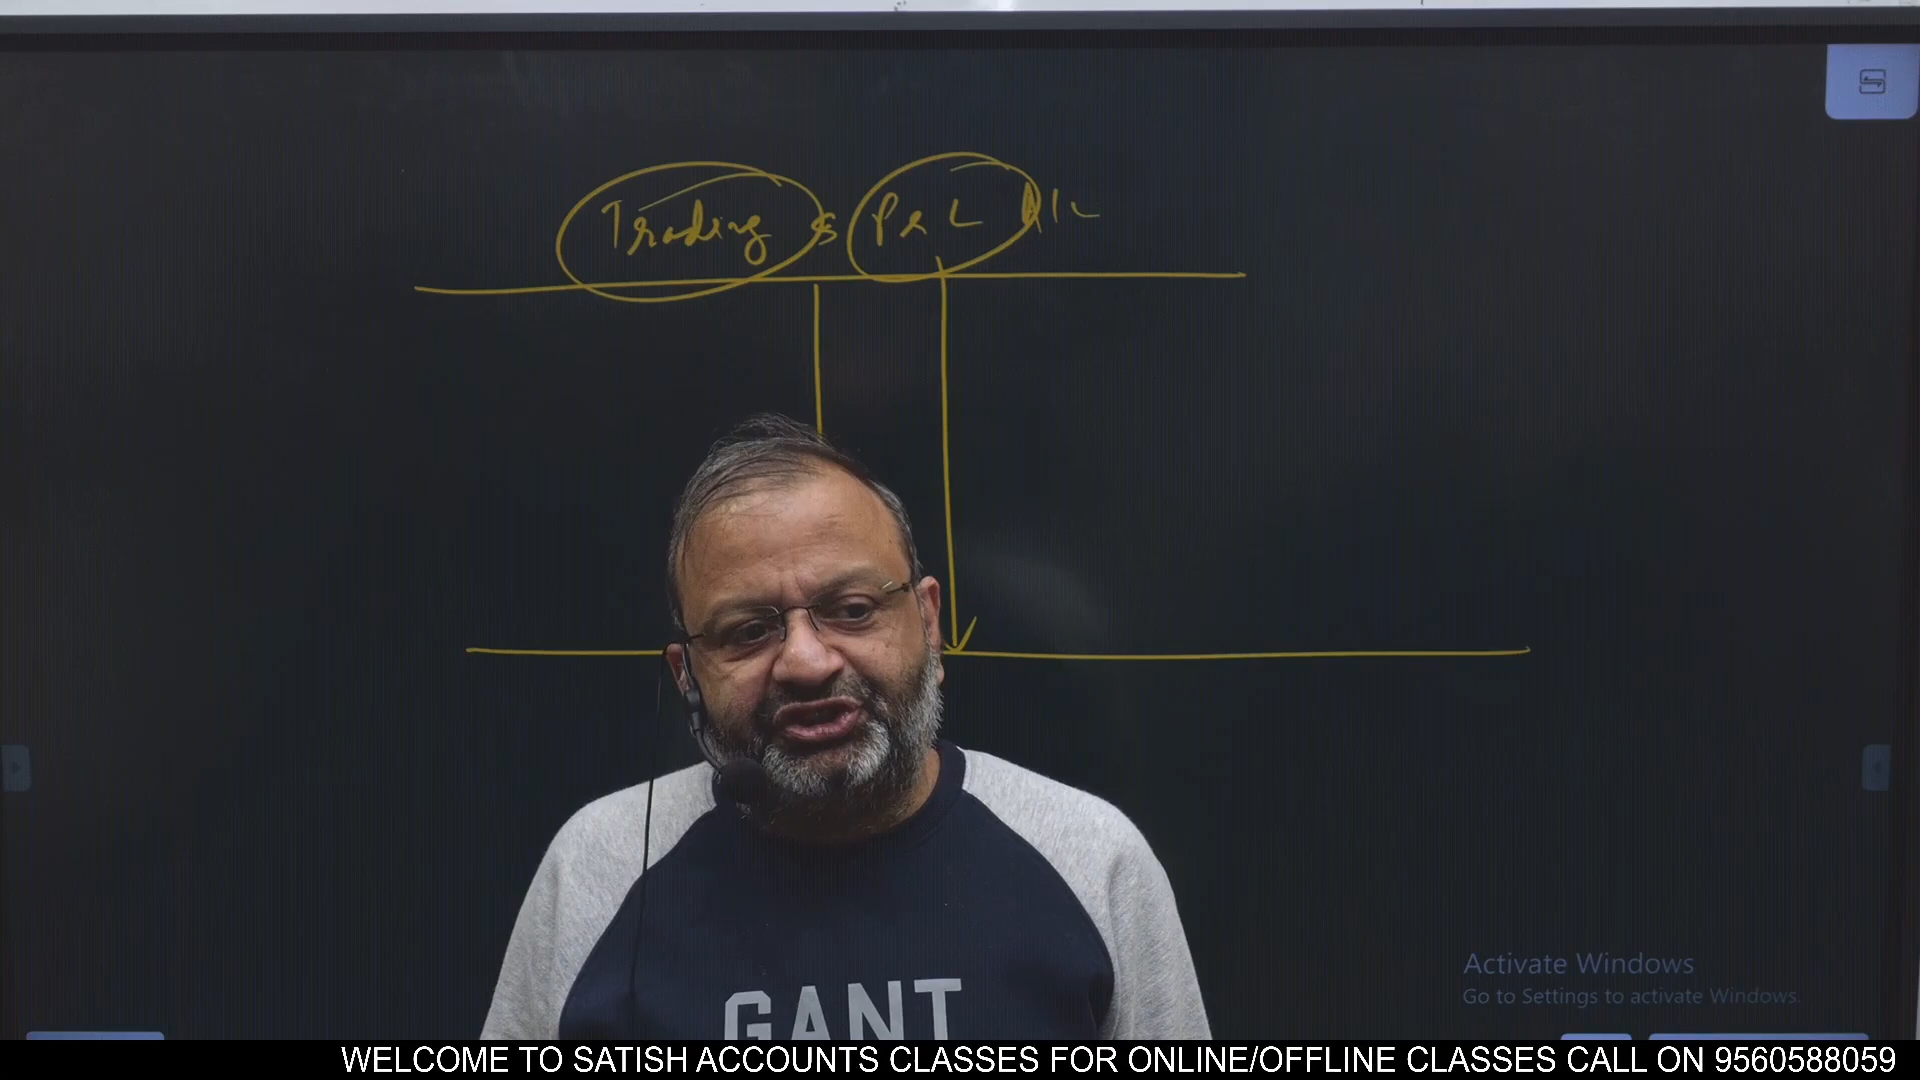 Trading & P & L A/c
GANT
Activate Windows
Go to Settings to activate Windows.
WELCOME TO SATISH ACCOUNTS CLASSES FOR ONLINE/OFFLINE CLASSES CALL ON 9560588059